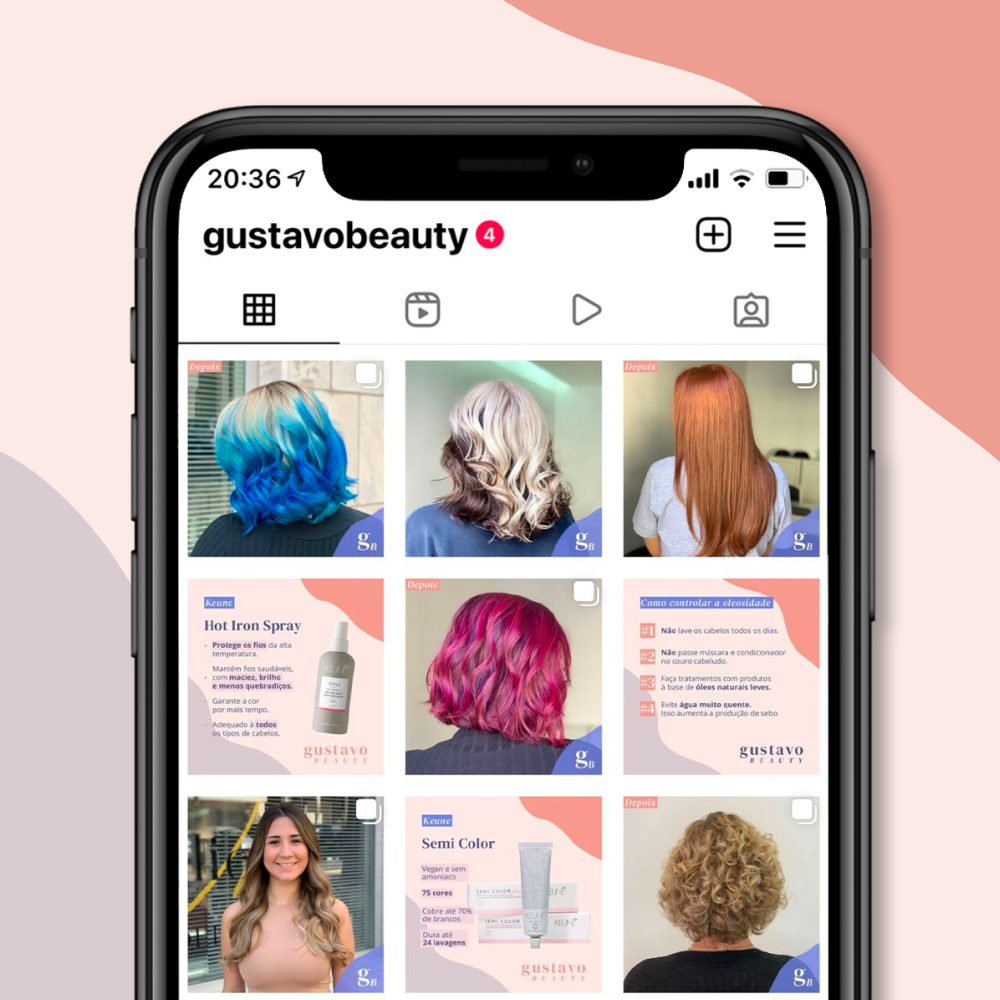 20:36
gustavobeauty 4
Depois
gB
gB
Depois
gB
Keune
Hot Iron Spray
Protege os fios da alta
temperatura.
Mantém fios saudáveis,
com maciez, brilho
e menos quebradiços.
Garante a cor
por mais tempo.
Adequado à todos
os tipos de cabelos.
KEUNE
STYLE
gustavo
BEAUTY
Depois
gB
Como controlar a oleosidade
#1 Não lave os cabelos todos os dias.
#2 Não passe máscara e condicionador
no couro cabeludo.
#3 Faça tratamentos com produtos
à base de óleos naturais leves.
#4 Evite água muito quente.
Isso aumenta a produção de sebo.
gustavo
BEAUTY
gB
Keune
Semi Color
Vegan e sem
amoníaco
75 cores
Cobre até 70%
de brancos
Dura até
24 lavagens
SEMI COLOR
KEUNE
SEMI COLOR
KEUNE
KEUNE
gustavo
BEAUTY
Depois
gB